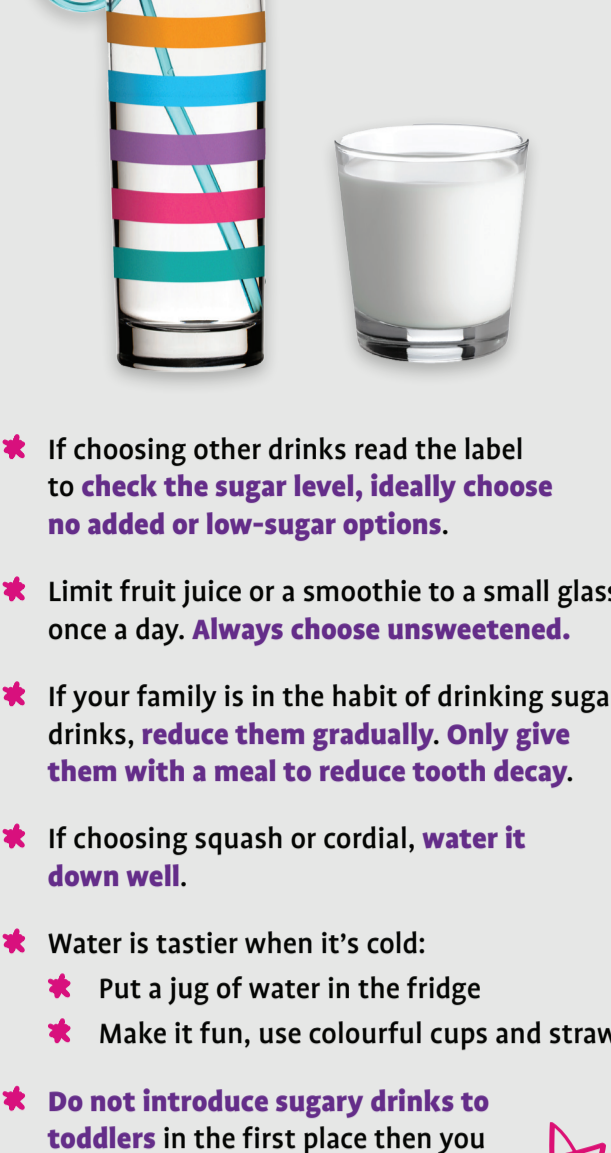 If choosing other drinks read the label
to check the sugar level, ideally choose
no added or low-sugar options.
Limit fruit juice or a smoothie to a small glass
once a day. Always choose unsweetened.
If your family is in the habit of drinking suga
drinks, reduce them gradually. Only give
them with a meal to reduce tooth decay.
If choosing squash or cordial, water it
down well.
Water is tastier when it's cold:
Put a jug of water in the fridge
Make it fun, use colourful cups and straw
Do not introduce sugary drinks to
toddlers in the first place then you